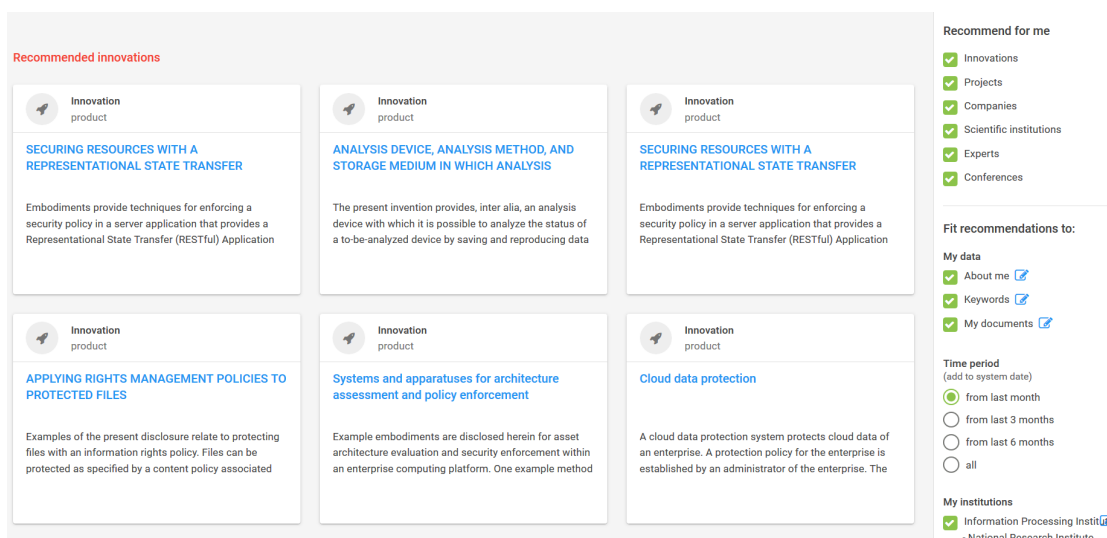 Recommended innovations
Innovation
product
SECURING RESOURCES WITH A
REPRESENTATIONAL STATE TRANSFER
Embodiments provide techniques for enforcing a
security policy in a server application that provides a
Representational State Transfer (RESTful) Application
Innovation
product
ANALYSIS DEVICE, ANALYSIS METHOD, AND
STORAGE MEDIUM IN WHICH ANALYSIS
The present invention provides, inter alia, an analysis
device with which it is possible to analyze the status of
a to-be-analyzed device by saving and reproducing data
Innovation
product
SECURING RESOURCES WITH A
REPRESENTATIONAL STATE TRANSFER
Embodiments provide techniques for enforcing a
security policy in a server application that provides a
Representational State Transfer (RESTful) Application
Innovation
product
APPLYING RIGHTS MANAGEMENT POLICIES TO
PROTECTED FILES
Examples of the present disclosure relate to protecting
files with an information rights policy. Files can be
protected as specified by a content policy associated
Innovation
product
Systems and apparatuses for architecture
assessment and policy enforcement
Example embodiments are disclosed herein for asset
architecture evaluation and security enforcement within
an enterprise computing platform. One example method
Innovation
product
Cloud data protection
A cloud data protection system protects cloud data of
an enterprise. A protection policy for the enterprise is
established by an administrator of the enterprise. The
Recommend for me
Innovations
Projects
Companies
Scientific institutions
Experts
Conferences
Fit recommendations to:
My data
About me
Keywords
My documents
Time period
(add to system date)
from last month
from last 3 months
from last 6 months
all
My institutions
Information Processing
- National Research Institute